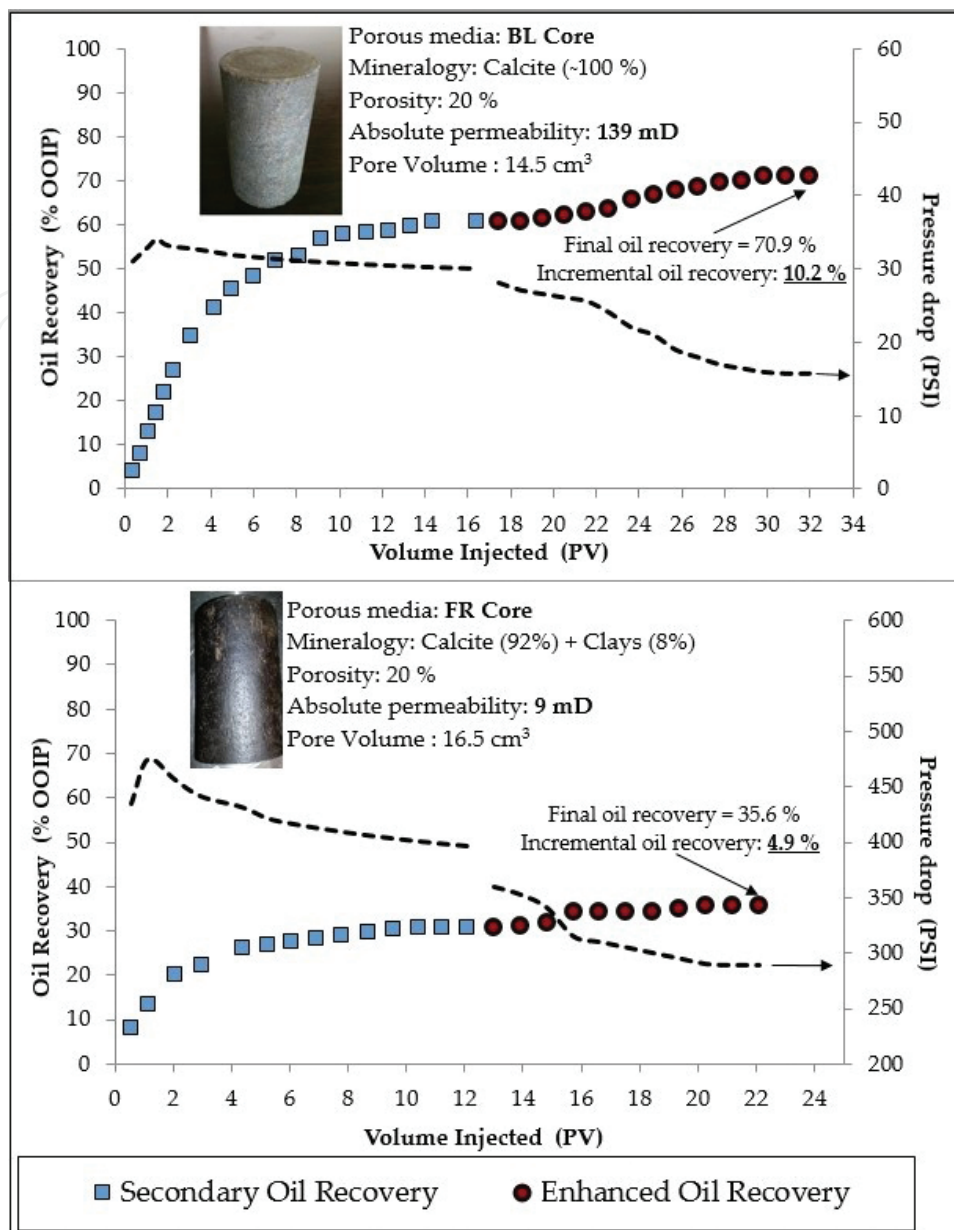 Porous media: BL Core
Mineralogy: Calcite (~100 %)
Porosity: 20 %
Absolute permeability: 139 mD
Pore Volume : 14.5 cm³
Oil Recovery (% OOIP)
100
90
80
70
60
50
40
30
20
10
0
Final oil recovery = 70.9 %
Incremental oil recovery: 10.2 %
60
50
40
30
20
10
0
Pressure drop (PSI)
0 2 4 6 8 10 12 14 16 18 20 22 24 26 28 30 32 34
Volume Injected (PV)
Porous media: FR Core
Mineralogy: Calcite (92%) + Clays (8%)
Porosity: 20 %
Absolute permeability: 9 mD
Pore Volume : 16.5 cm³
Oil Recovery (% OOIP)
100
90
80
70
60
50
40
30
20
10
0
Final oil recovery = 35.6 %
Incremental oil recovery: 4.9 %
600
550
500
450
400
350
300
250
200
Pressure drop (PSI)
0 2 4 6 8 10 12 14 16 18 20 22 24
Volume Injected (PV)
Secondary Oil Recovery
Enhanced Oil Recovery